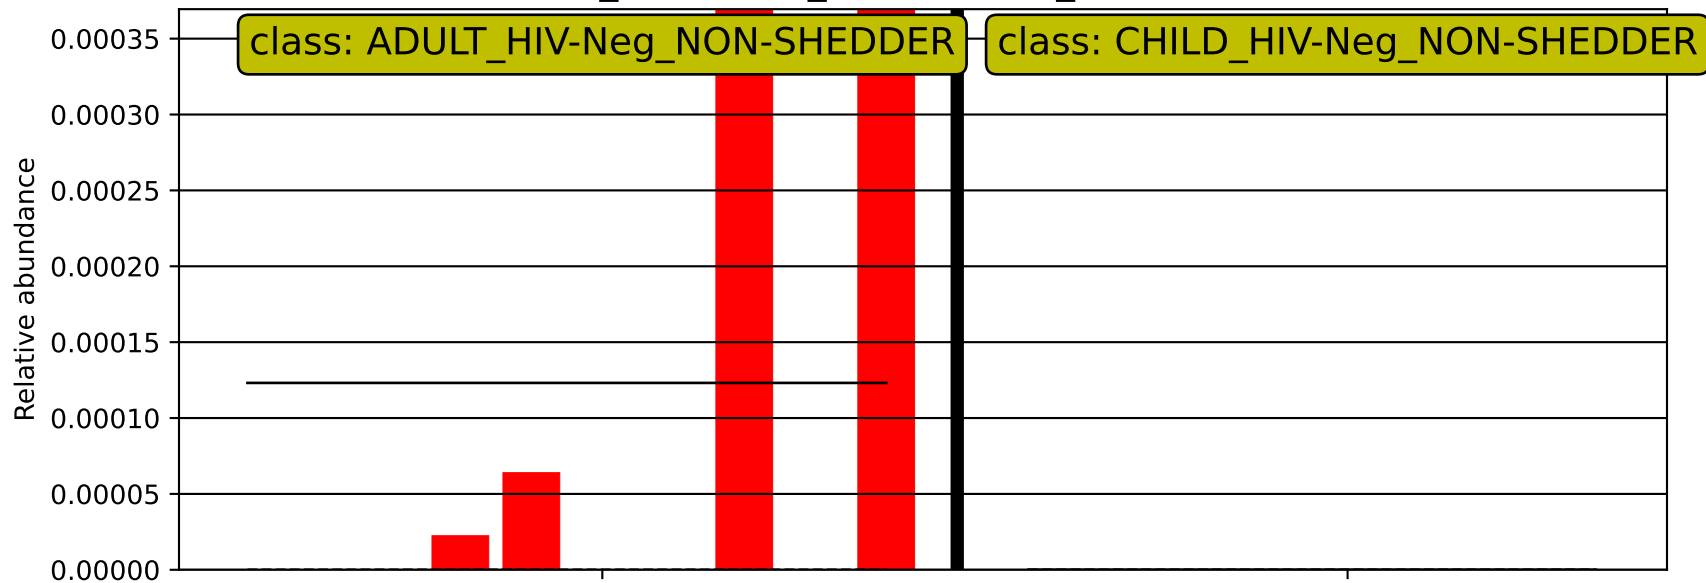 class: ADULT_HIV-Neg_NON-SHEDDER
class: CHILD_HIV-Neg_NON-SHEDDER
0.00035
0.00030
0.00025
0.00020
0.00015
0.00010
0.00005
0.00000
Relative abundance